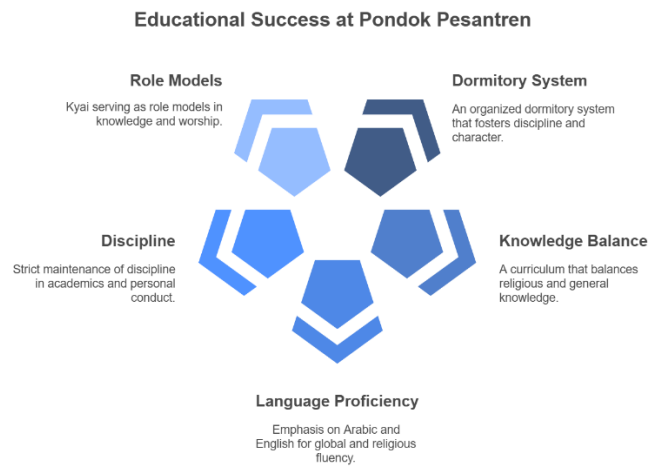 Educational Success at Pondok Pesantren
Role Models
Kyai serving as role models in
knowledge and worship.
Dormitory System
An organized dormitory system
that fosters discipline and
character.
Discipline
Strict maintenance of discipline
in academics and personal
conduct.
Knowledge Balance
A curriculum that balances
religious and general
knowledge.
Language Proficiency
Emphasis on Arabic and
English for global and religious
fluency.